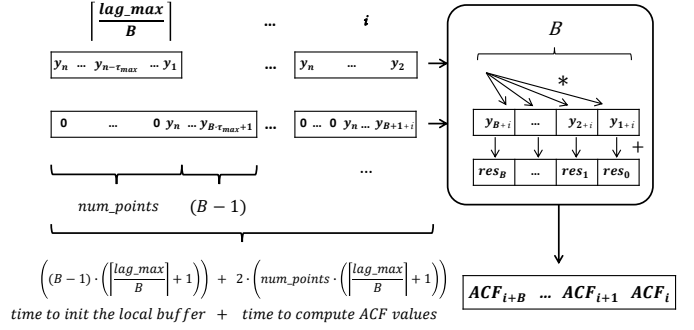 ⌈lag_max/B⌉ ... i
y_n ... y_{n-τ_max} ... y_1 ... y_n ... y_2
0 ... 0 y_n ... y_{B·τ_max+1} ... 0 ... 0 y_n ... y_{B+1+i}
...
num_points (B − 1)
((B − 1) · (⌈lag_max/B⌉ + 1)) + 2 · (num_points · (⌈lag_max/B⌉ + 1))
time to init the local buffer + time to compute ACF values
B
*
y_{B+i} ... y_{2+i} y_{1+i}
+
res_B ... res_1 res_0
ACF_{i+B} ... ACF_{i+1} ACF_i